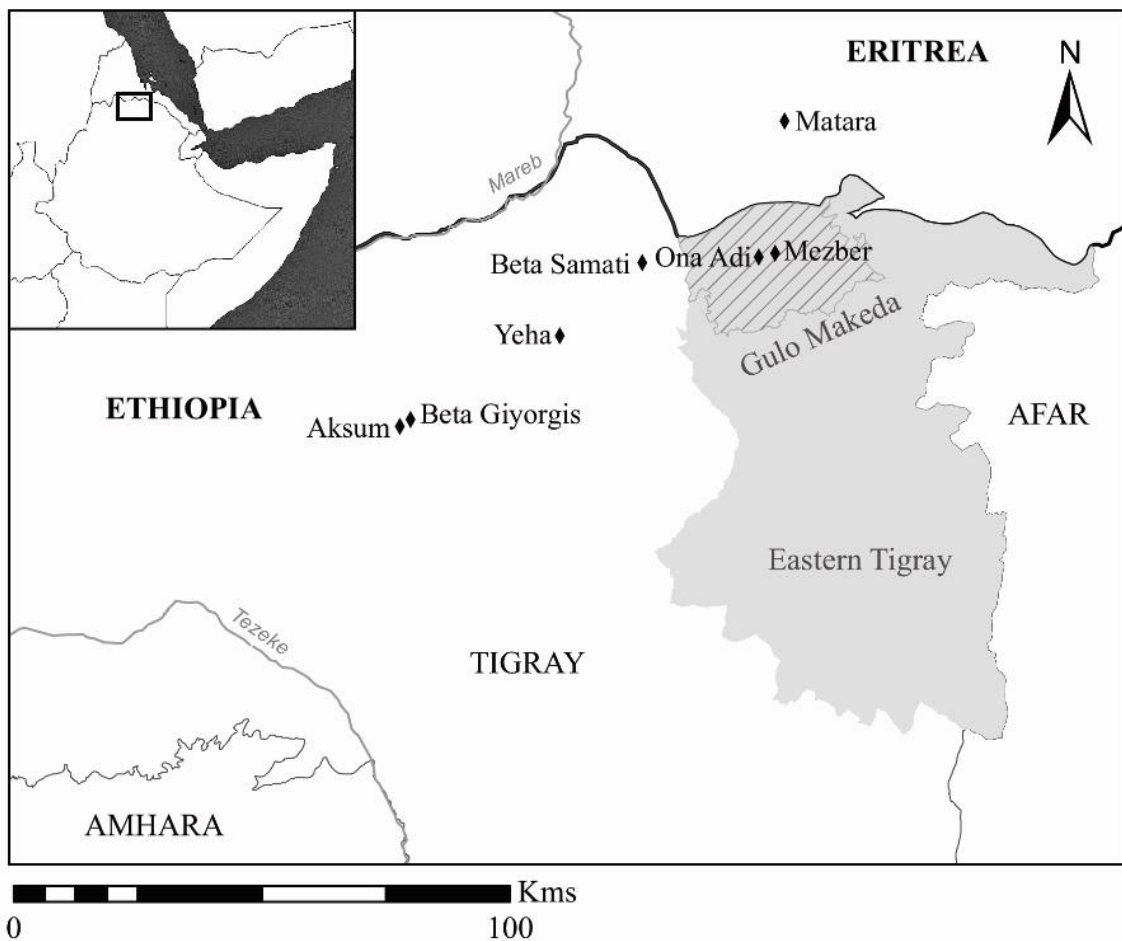 ERITREA
N
Matara
Mareb
Beta Samati
Ona Adi
Mezber
Yeha
Gulo Makeda
ETHIOPIA
Beta Giyorgis
Aksum
AFAR
Eastern Tigray
Tezeke
TIGRAY
AMHARA
Kms
0
100